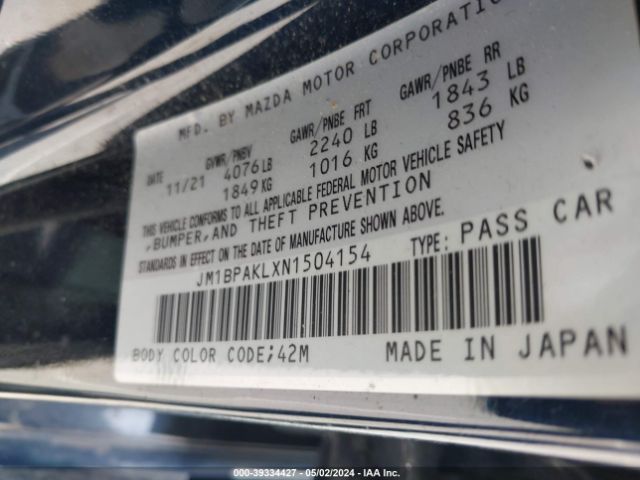 MFD. BY MAZDA MOTOR CORPORATION
DATE GVWR/PNBV GAWR/PNBE FRT GAWR/PNBE RR
11/21 4076 LB 2240 LB 1843 LB
1849 KG 1016 KG 836 KG
THIS VEHICLE CONFORMS TO ALL APPLICABLE FEDERAL MOTOR VEHICLE SAFETY
,BUMPER,AND THEFT PREVENTION
STANDARDS IN EFFECT ON THE DATE OF MANUFACTURE SHOWN ABOVE.
JM1BPAKLXN1504154 TYPE: PASS CAR
BODY COLOR CODE;42M MADE IN JAPAN
000-39334427 - 05/02/2024 - IAA Inc.